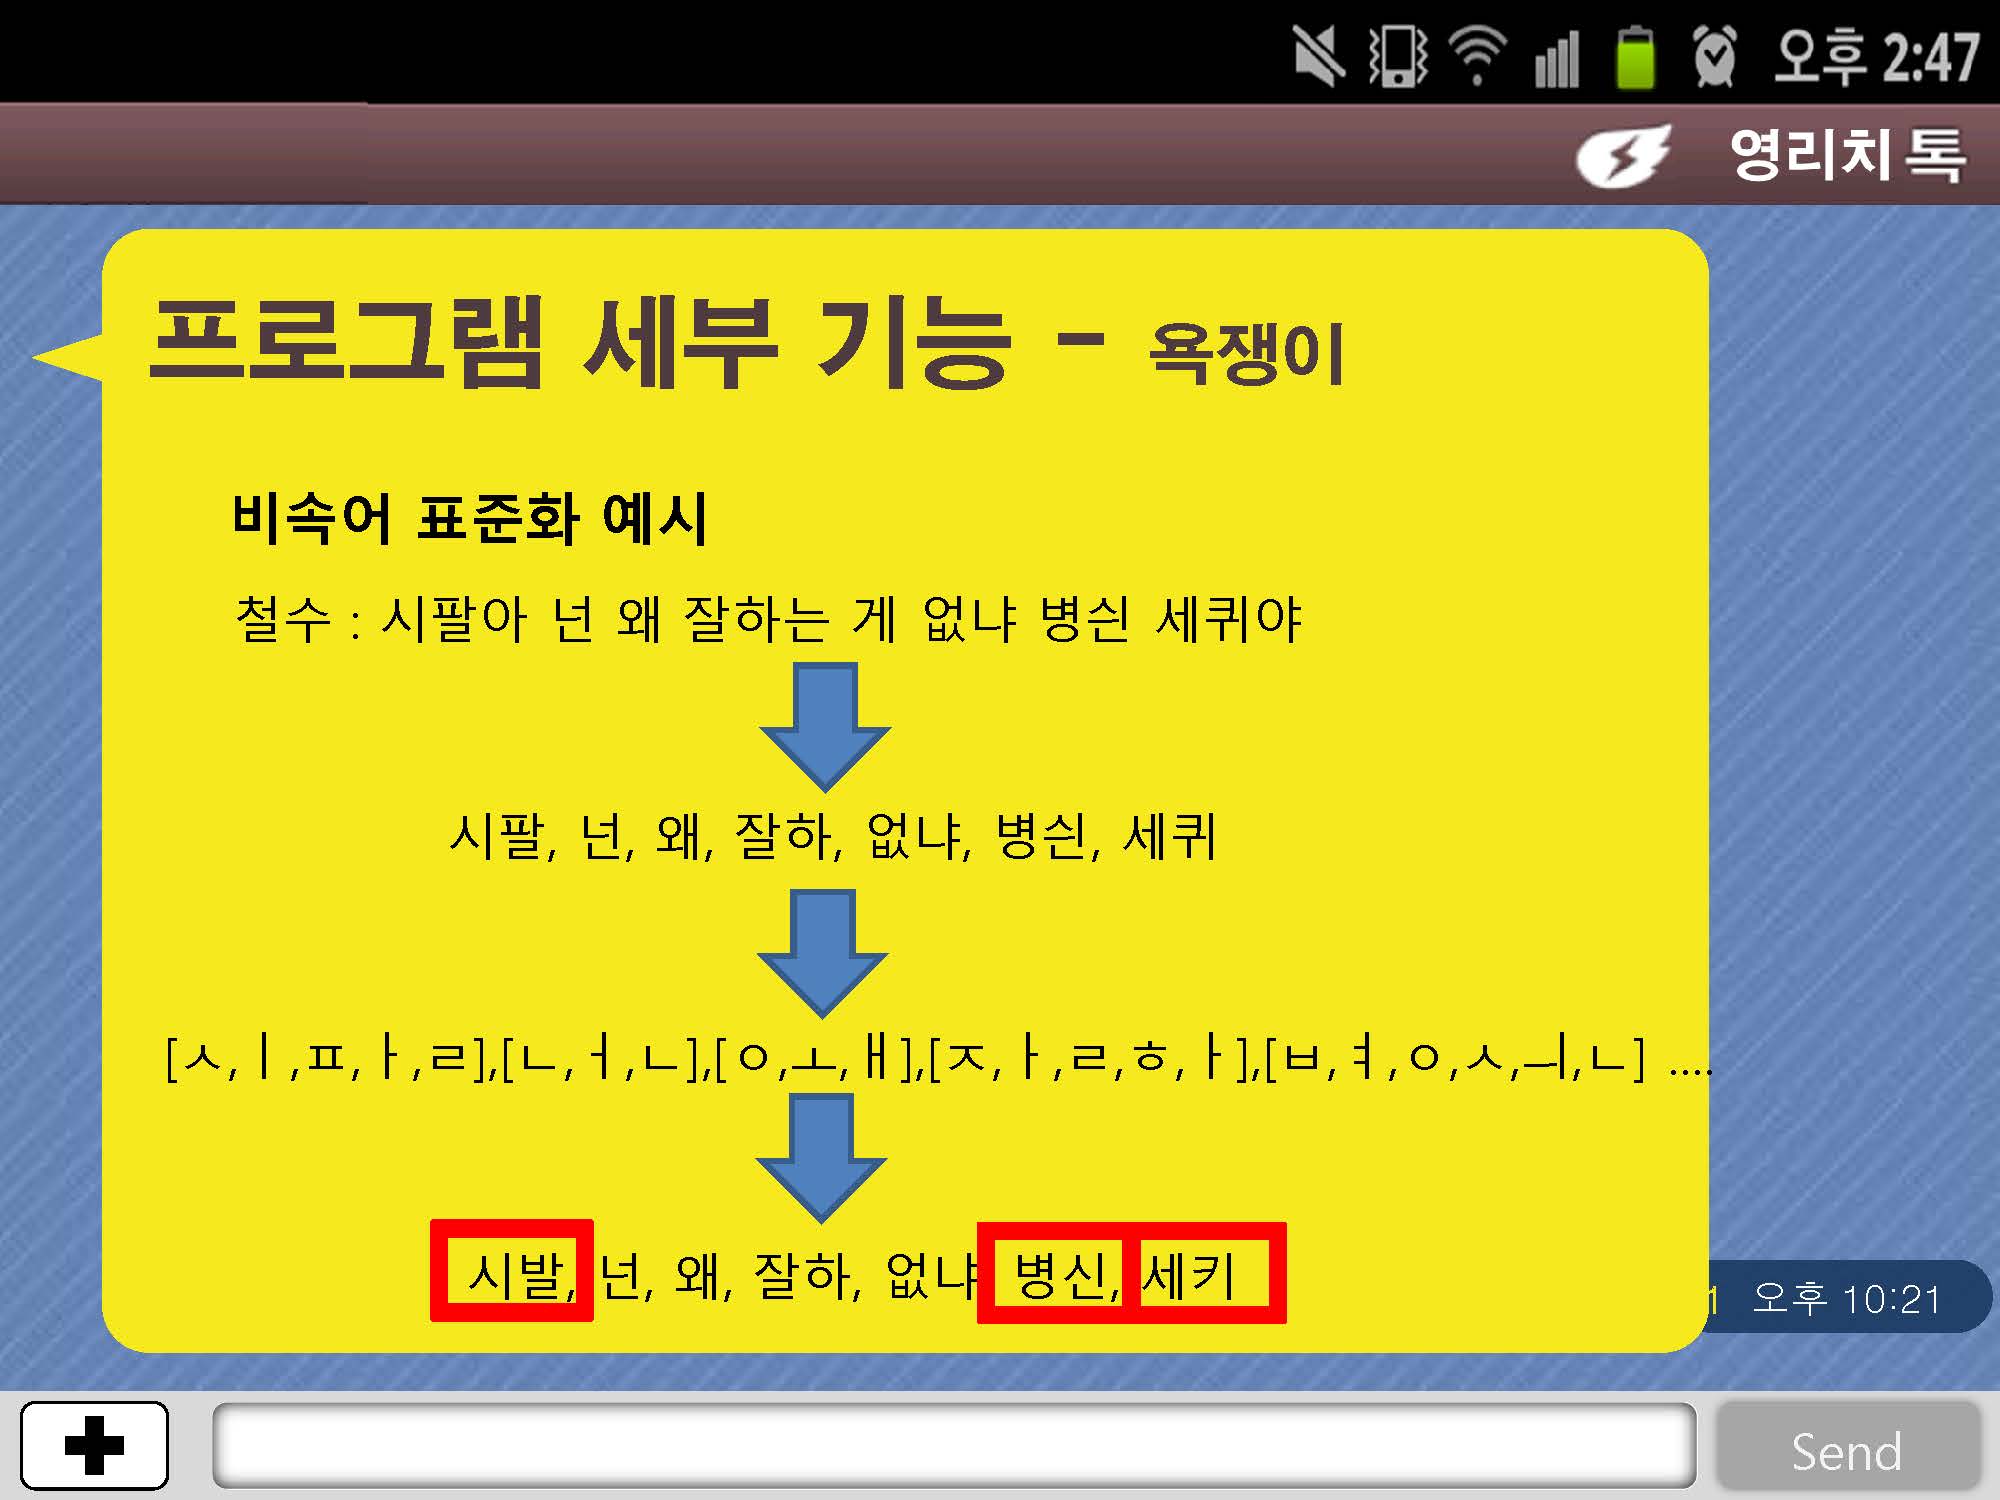 오후 2:47
영리치 톡
프로그램 세부 기능 - 욕쟁이
비속어 표준화 예시
철수 : 시팔아 넌 왜 잘하는 게 없냐 병싄 세퀴야
시팔, 넌, 왜, 잘하, 없냐, 병싄, 세퀴
[ㅅ,ㅣ,ㅍ,ㅏ,ㄹ],[ㄴ,ㅓ,ㄴ],[ㅇ,ㅗ,ㅐ],[ㅈ,ㅏ,ㄹ,ㅎ,ㅏ],[ㅂ,ㅕ,ㅇ,ㅅ,ㅢ,ㄴ] ....
시발, 넌, 왜, 잘하, 없냐 병신, 세키
1 오후 10:21
Send